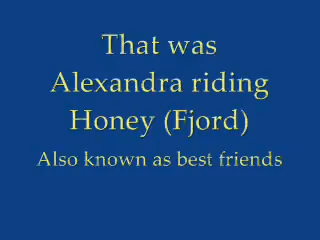 That was
Alexandra riding
Honey (Fjord)
Also known as best friends